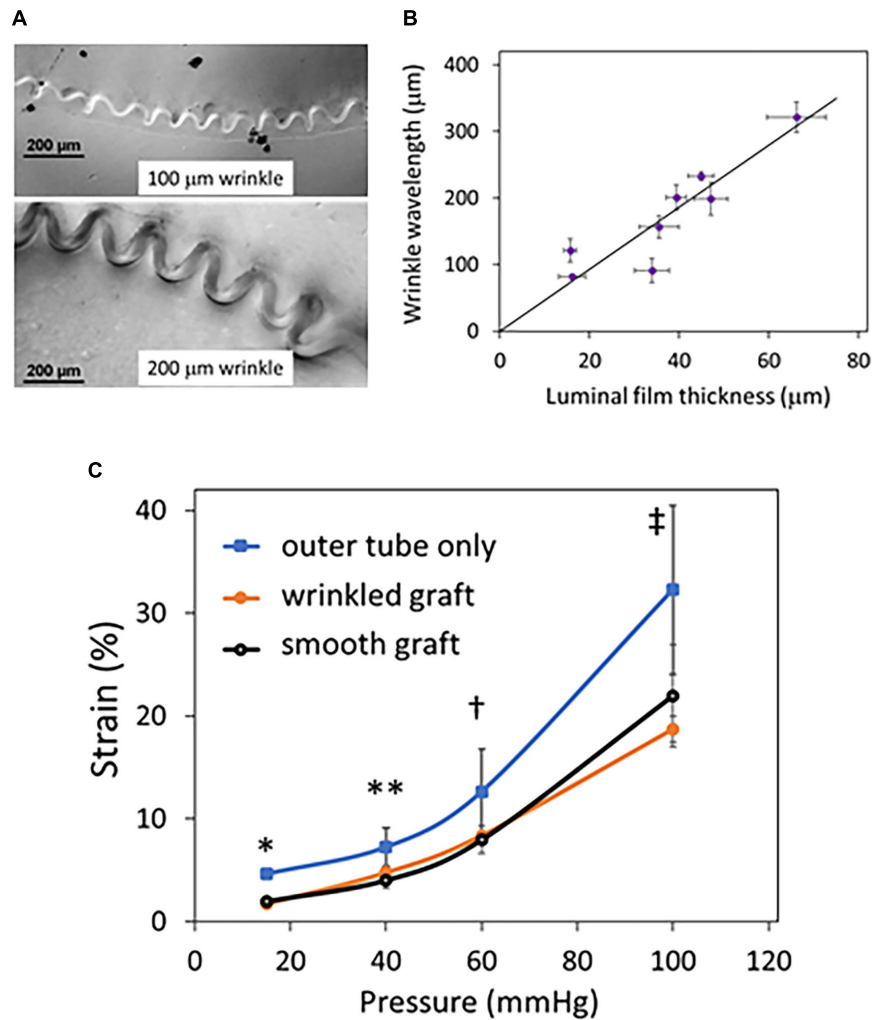 A
200 µm
100 µm wrinkle
200 µm
200 µm wrinkle
B
Wrinkle wavelength (µm)
400
300
200
100
0
0 20 40 60 80
Luminal film thickness (µm)
C
Strain (%)
40
30
20
10
0
outer tube only
wrinkled graft
smooth graft
*
**
†
‡
0 20 40 60 80 100 120
Pressure (mmHg)